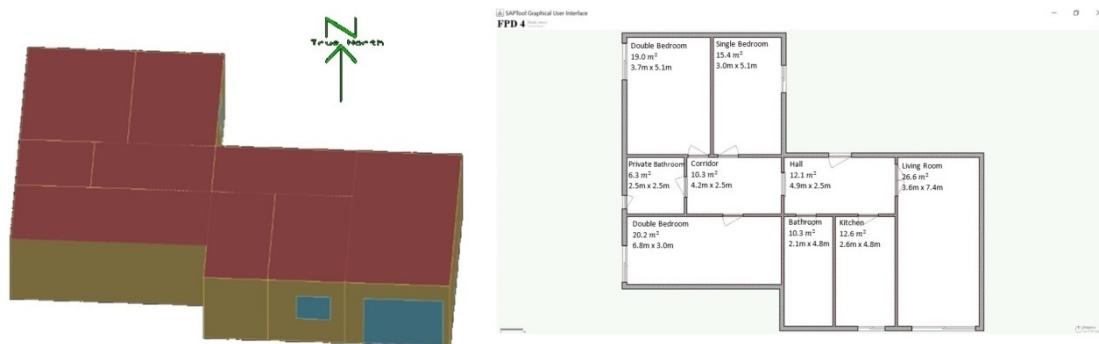 N
True North
SAPTool Graphical User Interface
FPD 4
Double Bedroom
19.0 m²
3.7m x 5.1m
Single Bedroom
15.4 m²
3.0m x 5.1m
Private Bathroom
6.3 m²
2.5m x 2.5m
Corridor
10.3 m²
4.2m x 2.5m
Hall
12.1 m²
4.9m x 2.5m
Living Room
26.6 m²
3.6m x 7.4m
Double Bedroom
20.2 m²
6.8m x 3.0m
Bathroom
10.3 m²
2.1m x 4.8m
Kitchen
12.6 m²
2.6m x 4.8m